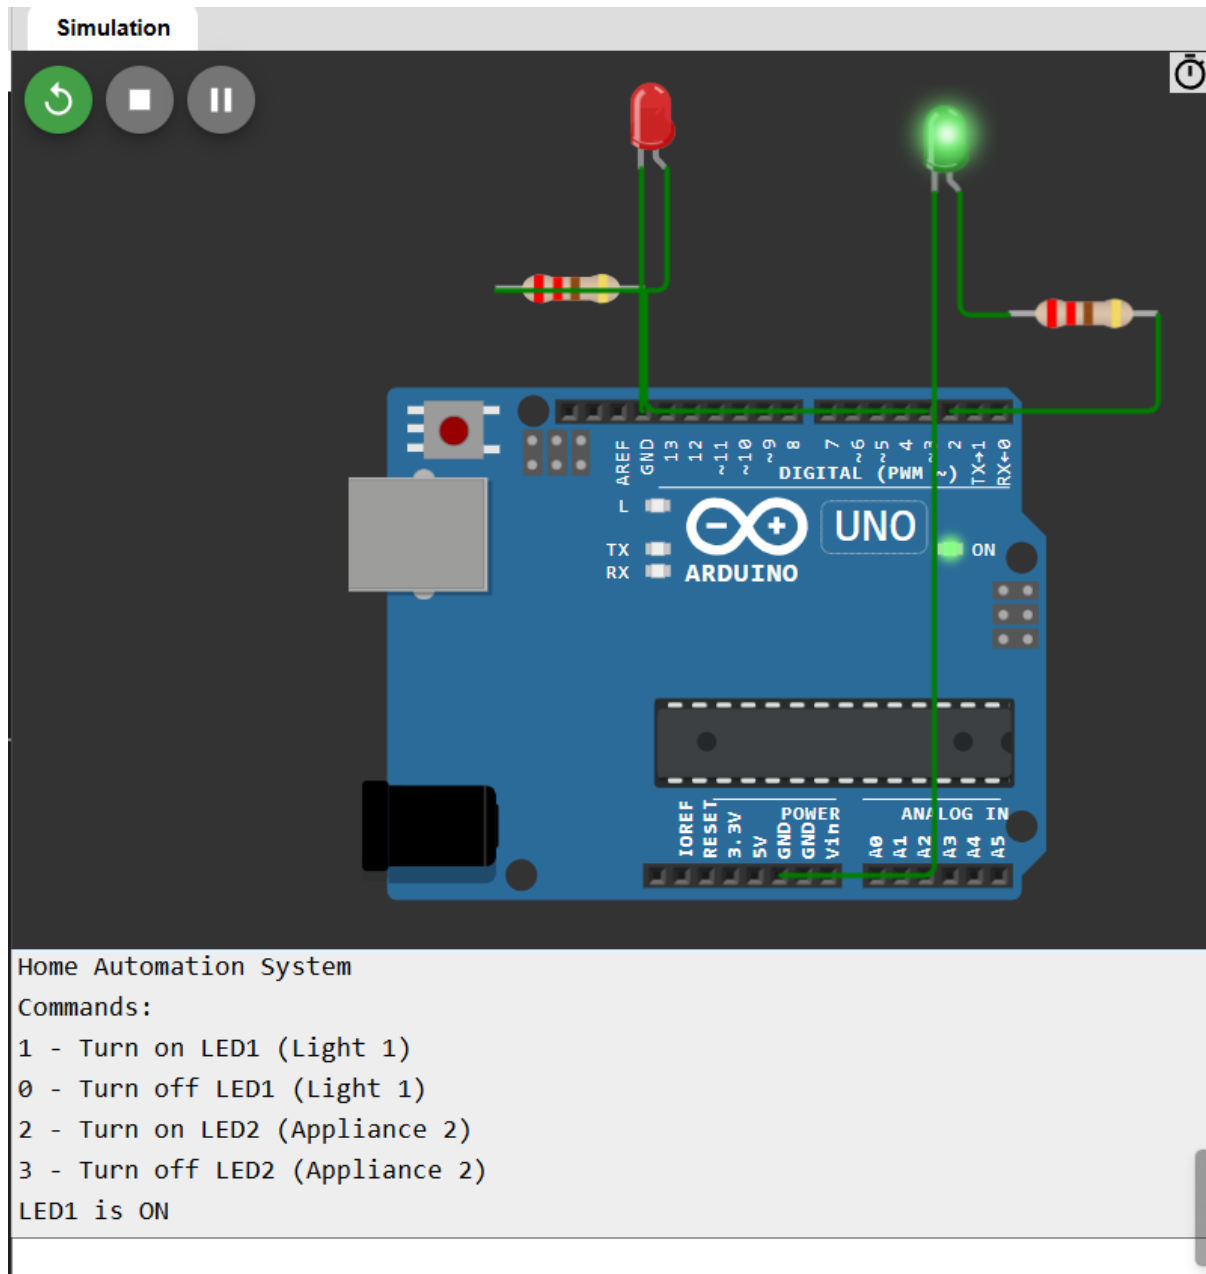 Simulation
AREF
GND
13
12
~11
~10
~9
8
7
~6
~5
4
~3
2
TX→1
RX←0
DIGITAL (PWM ~)
L
TX
RX
UNO
ON
ARDUINO
IOREF
RESET
3.3V
5V
GND
GND
Vin
POWER
ANALOG IN
A0
A1
A2
A3
A4
A5
Home Automation System
Commands:
1 - Turn on LED1 (Light 1)
0 - Turn off LED1 (Light 1)
2 - Turn on LED2 (Appliance 2)
3 - Turn off LED2 (Appliance 2)
LED1 is ON